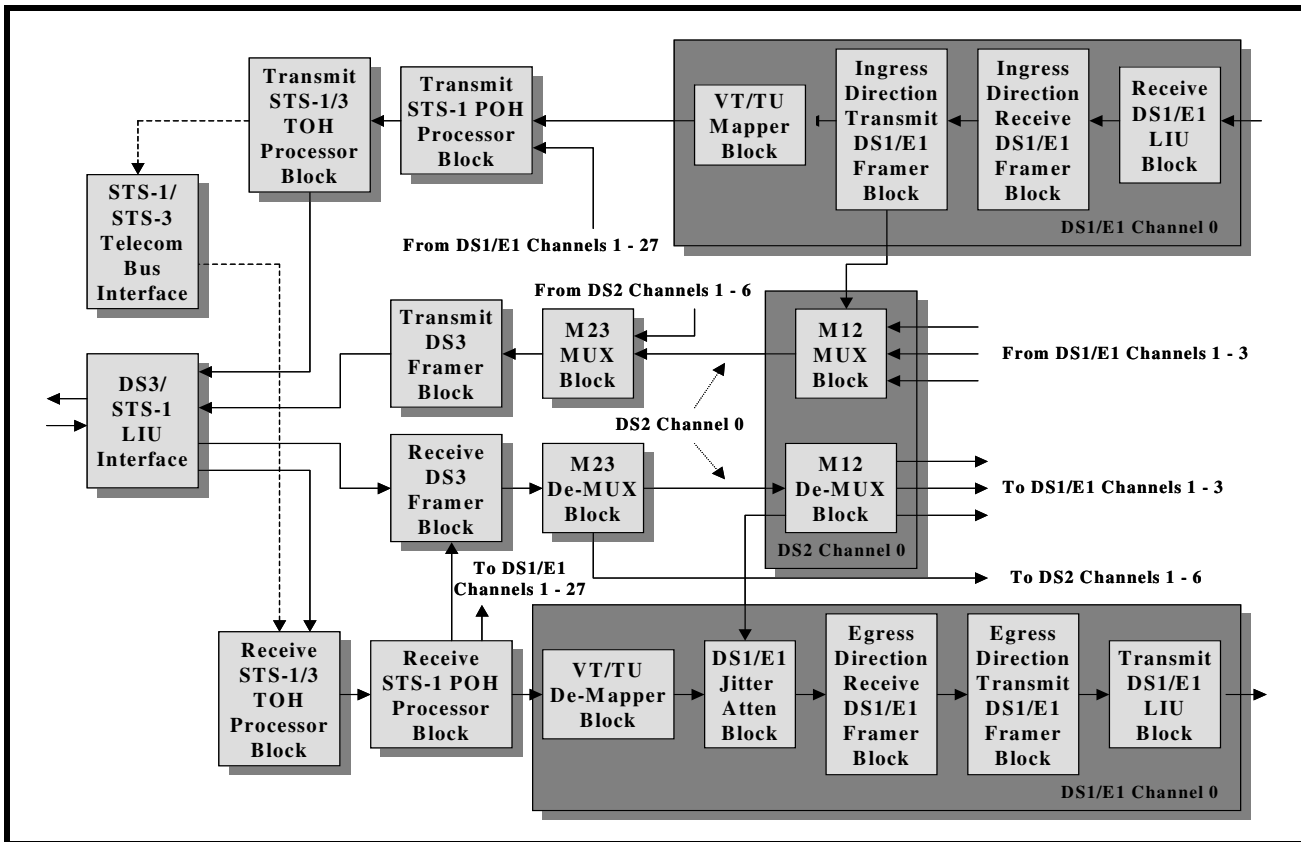 Transmit
STS-1/3
TOH
Processor
Block
Transmit
STS-1 POH
Processor
Block
VT/TU
Mapper
Block
Ingress
Direction
Transmit
DS1/E1
Framer
Block
Ingress
Direction
Receive
DS1/E1
Framer
Block
Receive
DS1/E1
LIU
Block
DS1/E1 Channel 0
STS-1/
STS-3
Telecom
Bus
Interface
From DS1/E1 Channels 1 - 27
From DS2 Channels 1 - 6
Transmit
DS3
Framer
Block
M23
MUX
Block
M12
MUX
Block
From DS1/E1 Channels 1 - 3
DS3/
STS-1
LIU
Interface
DS2 Channel 0
Receive
DS3
Framer
Block
M23
De-MUX
Block
M12
De-MUX
Block
To DS1/E1 Channels 1 - 3
DS2 Channel 0
To DS1/E1
Channels 1 - 27
To DS2 Channels 1 - 6
Receive
STS-1/3
TOH
Processor
Block
Receive
STS-1 POH
Processor
Block
VT/TU
De-Mapper
Block
DS1/E1
Jitter
Atten
Block
Egress
Direction
Receive
DS1/E1
Framer
Block
Egress
Direction
Transmit
DS1/E1
Framer
Block
Transmit
DS1/E1
LIU
Block
DS1/E1 Channel 0